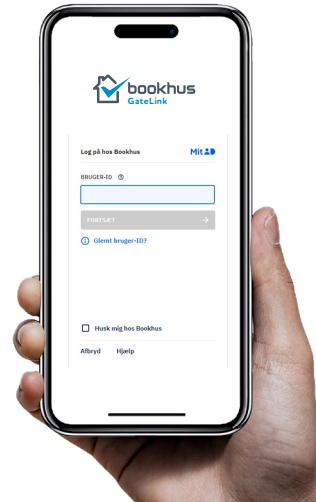 bookhus
GateLink
Log på hos Bookhus
Mit
BRUGER-ID
FORTSÆT
Glemt bruger-ID?
Husk mig hos Bookhus
Afbryd Hjælp